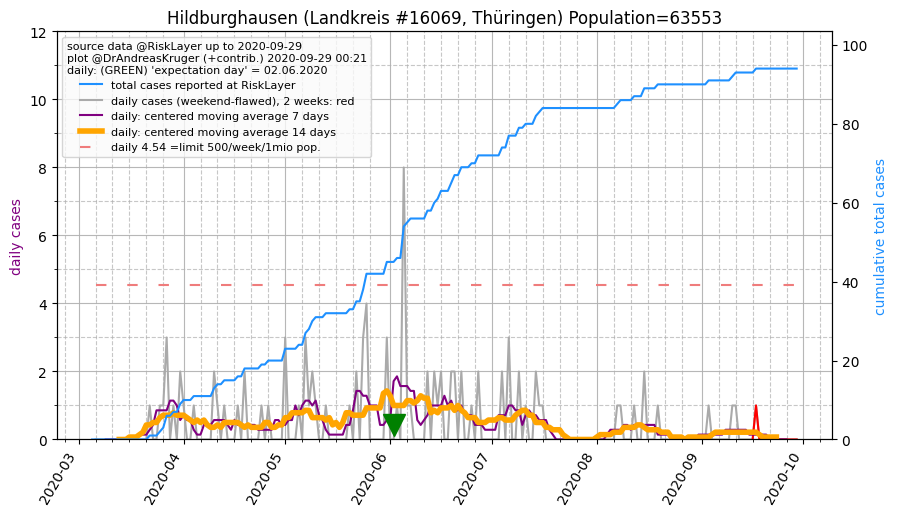 Hildburghausen (Landkreis #16069, Thüringen) Population=63553
source data @RiskLayer up to 2020-09-29
plot @DrAndreasKruger (+contrib.) 2020-09-29 00:21
daily: (GREEN) 'expectation day' = 02.06.2020
total cases reported at RiskLayer
daily cases (weekend-flawed), 2 weeks: red
daily: centered moving average 7 days
daily: centered moving average 14 days
daily 4.54 =limit 500/week/1mio pop.
daily cases
12
10
8
6
4
2
0
cumulative total cases
100
80
60
40
20
0
2020-03
2020-04
2020-05
2020-06
2020-07
2020-08
2020-09
2020-10